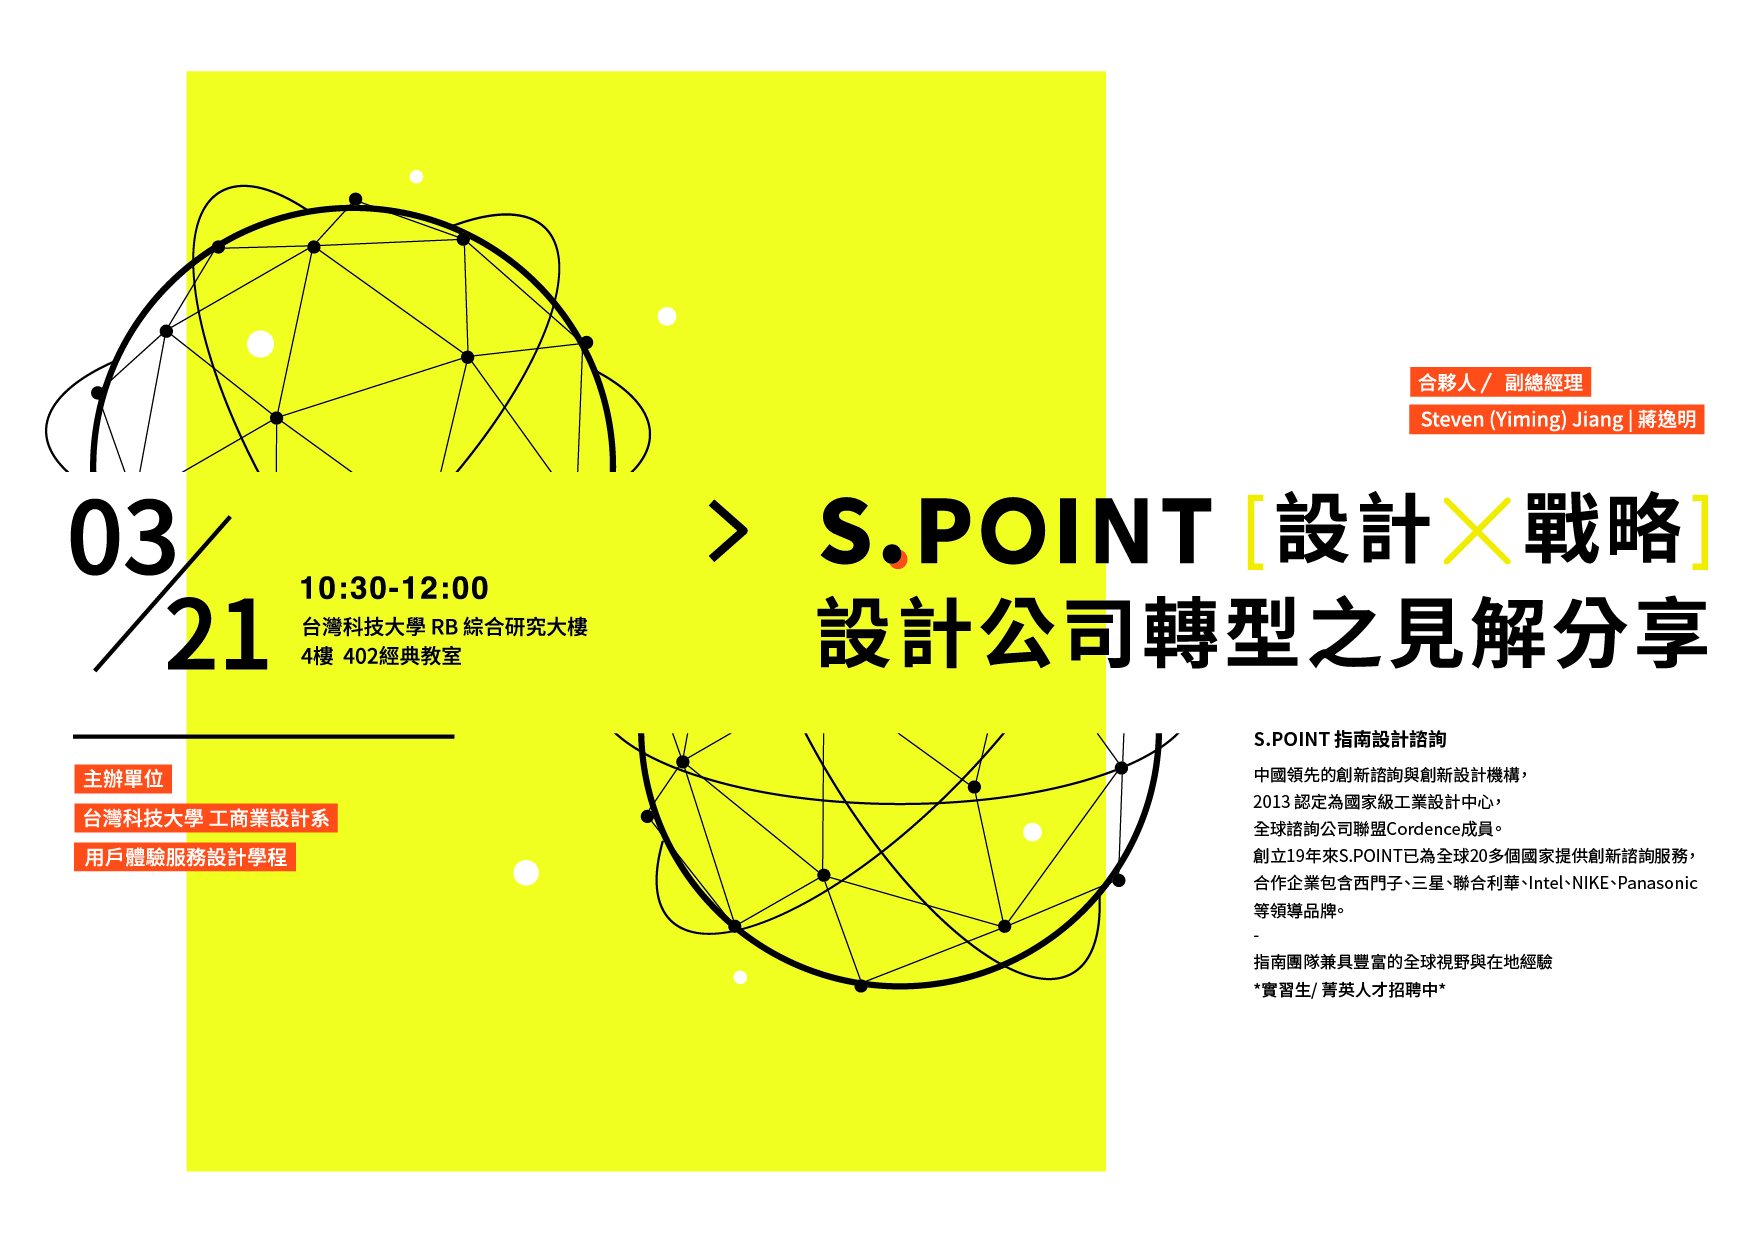 合夥人 / 副總經理
Steven (Yiming) Jiang | 蔣逸明
03/21
10:30-12:00
台灣科技大學 RB 綜合研究大樓
4樓 402經典教室
> S.POINT [設計×戰略]
設計公司轉型之見解分享
主辦單位
台灣科技大學 工商業設計系
用戶體驗服務設計學程
S.POINT 指南設計諮詢
中國領先的創新諮詢與創新設計機構，
2013 認定為國家級工業設計中心，
全球諮詢公司聯盟Cordence成員。
創立19年來S.POINT已為全球20多個國家提供創新諮詢服務，
合作企業包含西門子、三星、聯合利華、Intel、NIKE、Panasonic
等領導品牌。
-
指南團隊兼具豐富的全球視野與在地經驗
*實習生/ 菁英人才招聘中*